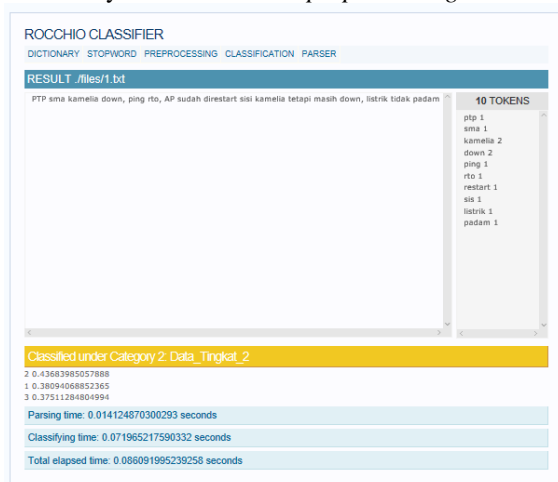 ROCCHIO CLASSIFIER
DICTIONARY STOPWORD PREPROCESSING CLASSIFICATION PARSER
RESULT ./files/1.txt
PTP sma kamelia down, ping rto, AP sudah direstart sisi kamelia tetapi masih down, listrik tidak padam
10 TOKENS
ptp 1
sma 1
kamelia 2
down 2
ping 1
rto 1
restart 1
sis 1
listrik 1
padam 1
Classified under Category 2: Data_Tingkat_2
2 0.43683985057888
1 0.38094068852365
3 0.37511284804954
Parsing time: 0.014124870300293 seconds
Classifying time: 0.071965217590332 seconds
Total elapsed time: 0.086091995239258 seconds